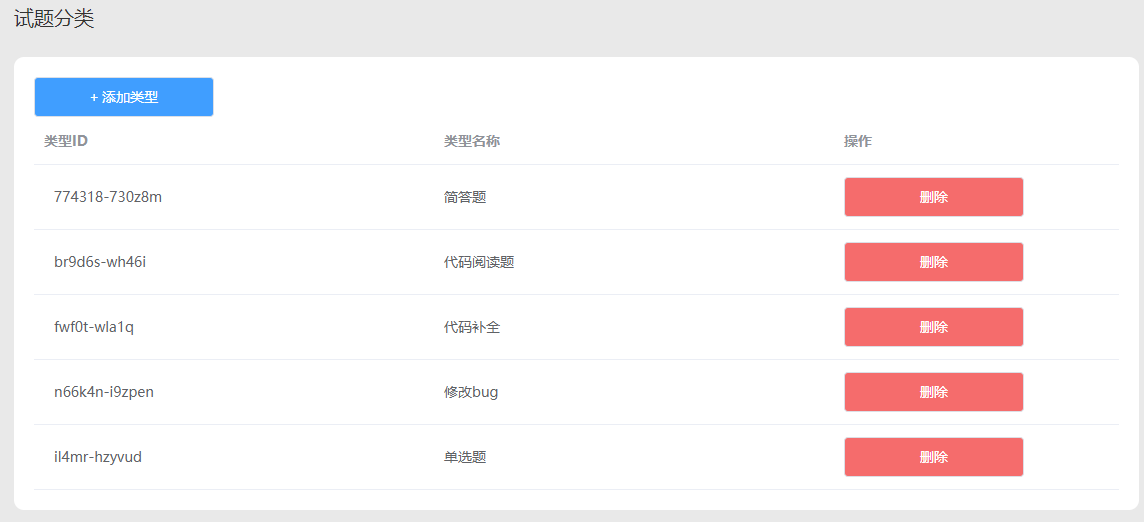 试题分类
+ 添加类型
类型ID 类型名称 操作
774318-730z8m 简答题 删除
br9d6s-wh46i 代码阅读题 删除
fwf0t-wla1q 代码补全 删除
n66k4n-i9zpen 修改bug 删除
il4mr-hzyvud 单选题 删除